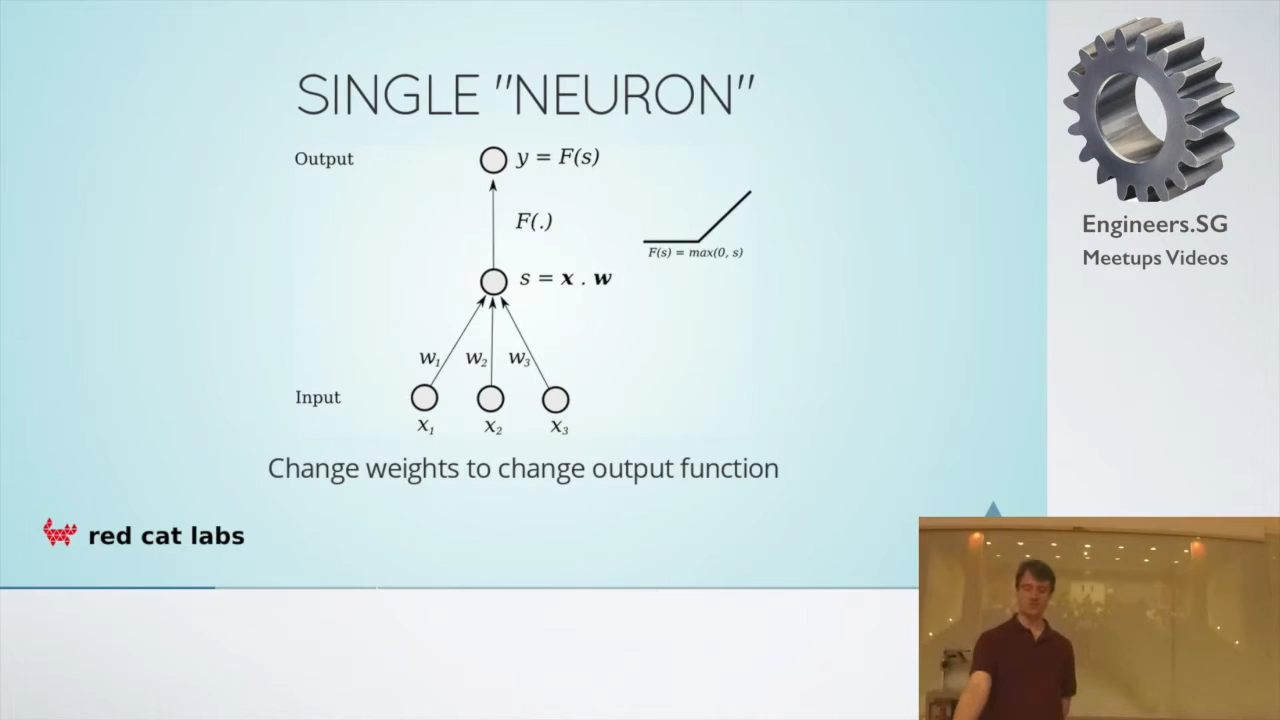 SINGLE "NEURON"
Output
y = F(s)
F(.)
F(s) = max(0, s)
s = x . w
w₁
w₂
w₃
Input
x₁
x₂
x₃
Change weights to change output function
red cat labs
Engineers.SG
Meetups Videos